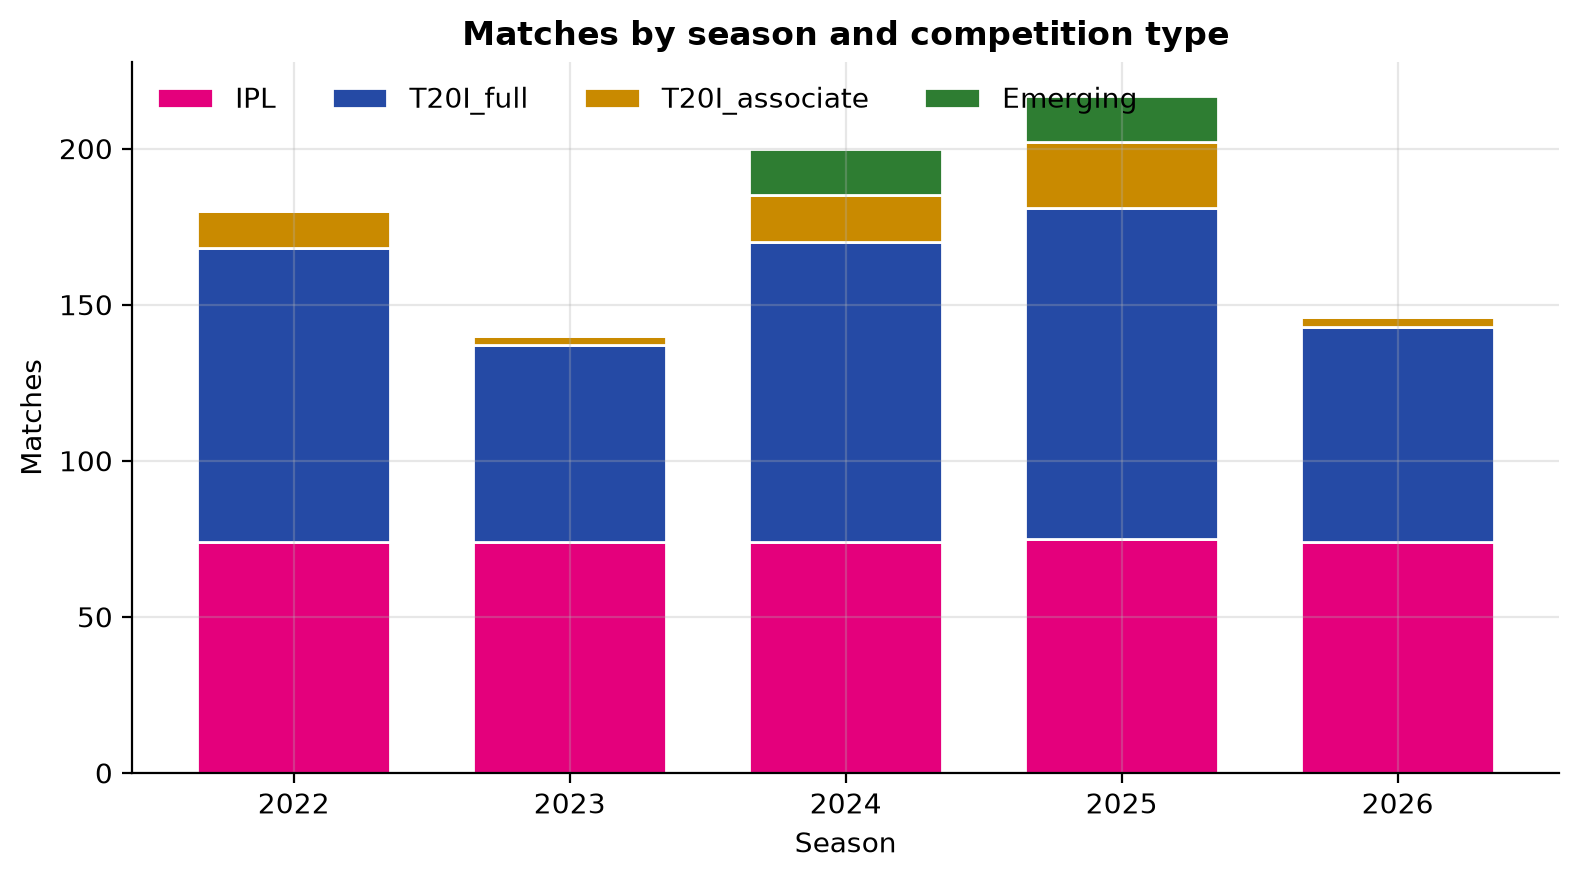 Matches by season and competition type
IPL T20I_full T20I_associate Emerging
Matches
200
150
100
50
0
2022 2023 2024 2025 2026
Season